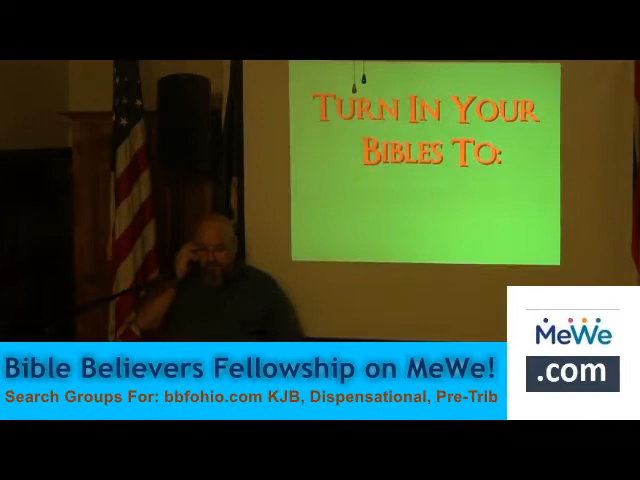 TURN IN YOUR
BIBLES TO:
MeWe
.com
Bible Believers Fellowship on MeWe!
Search Groups For: bbfohio.com KJB, Dispensational, Pre-Trib